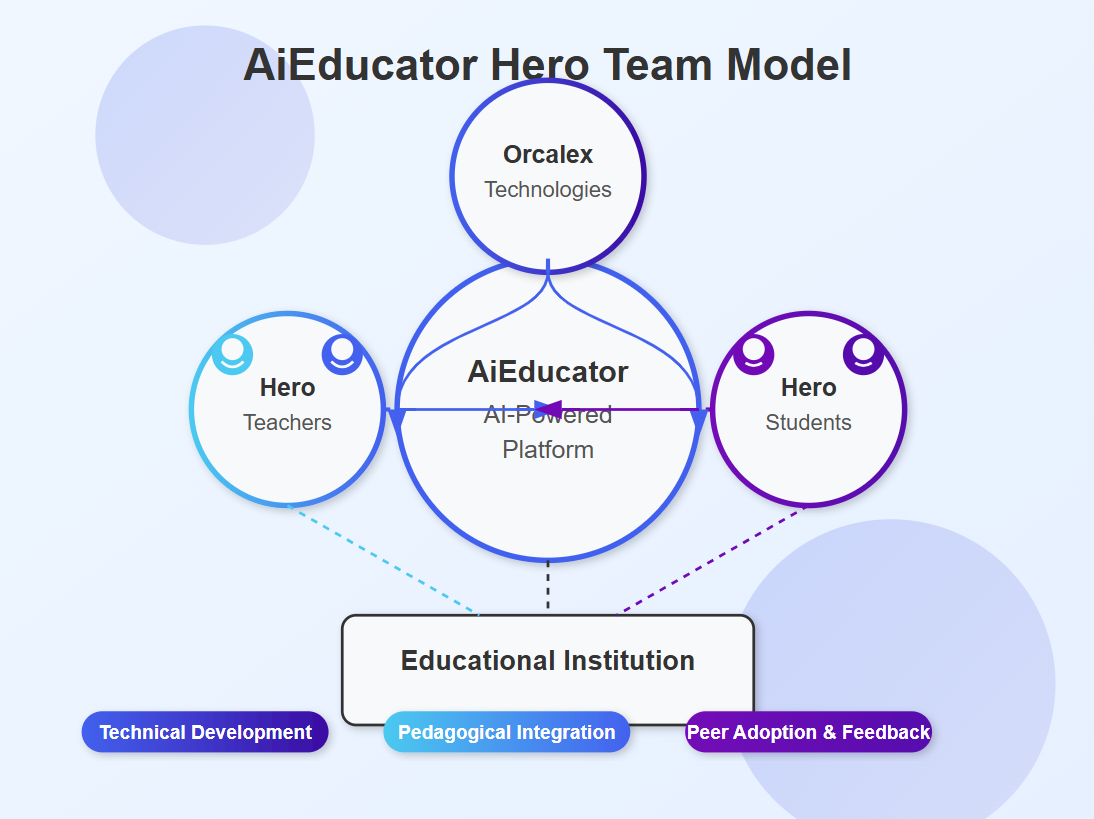 AiEducator Hero Team Model
Orcalex
Technologies
AiEducator
AI-Powered
Platform
Hero
Teachers
Hero
Students
Educational Institution
Technical Development
Pedagogical Integration
Peer Adoption & Feedback